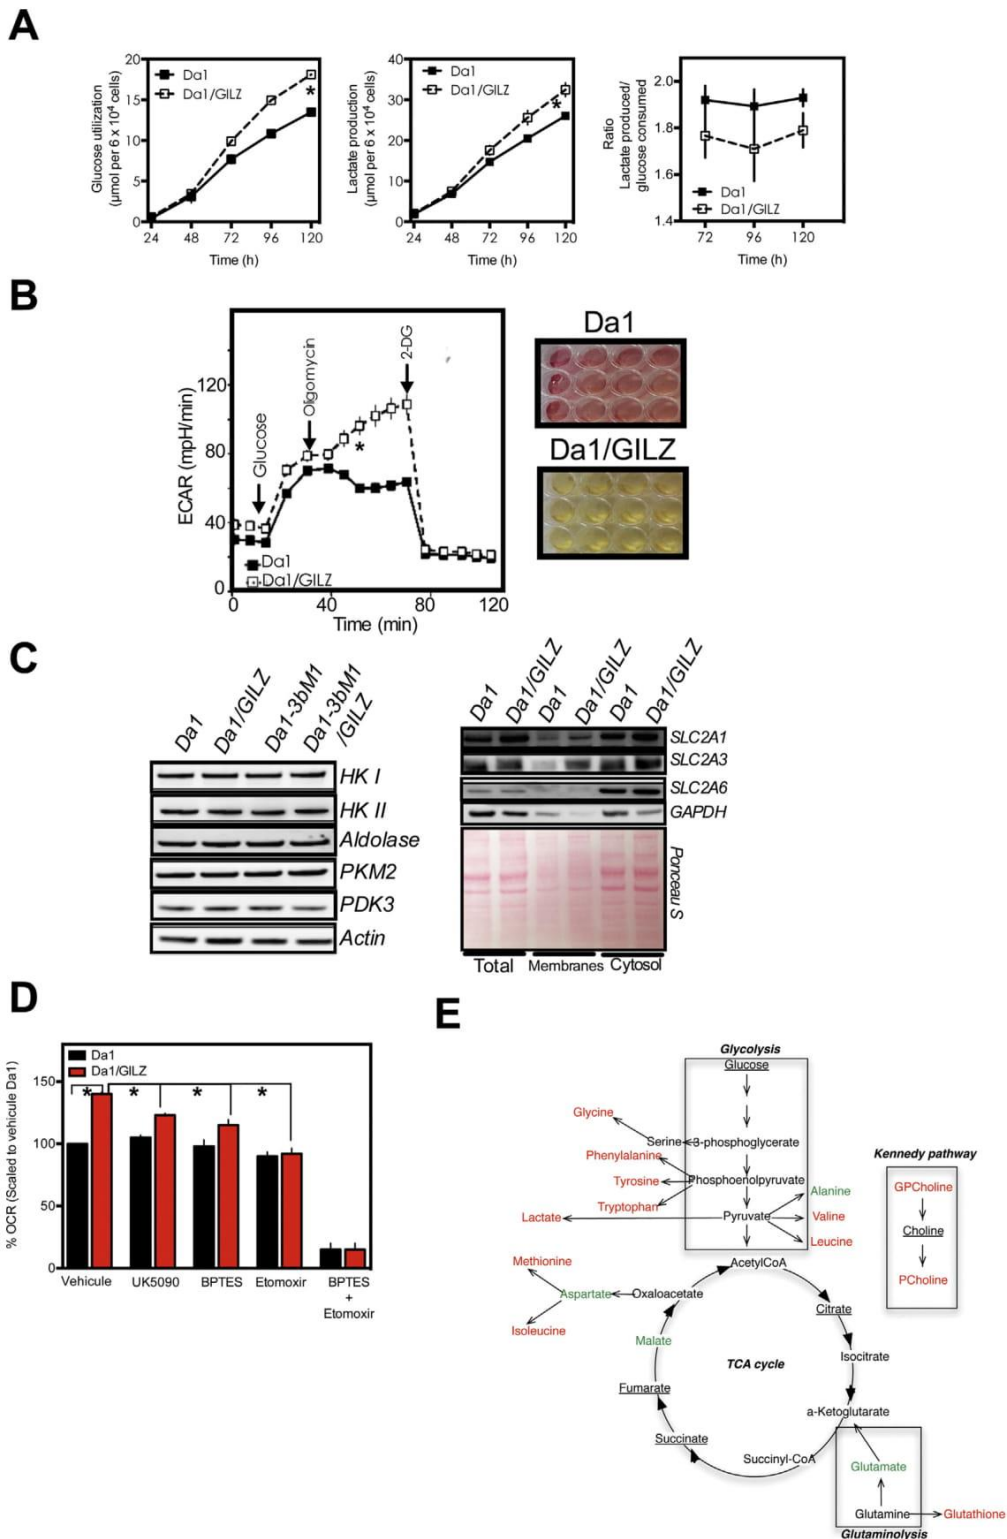 A
Glucose utilization
(µmol per 6 x 10⁴ cells)
20
15
10
5
0
Da1
Da1/GILZ
*
24 48 72 96 120
Time (h)
Lactate production
(µmol per 6 x 10⁴ cells)
40
30
20
10
0
Da1
Da1/GILZ
*
24 48 72 96 120
Time (h)
Ratio
Lactate produced/
glucose consumed
2.0
1.8
1.6
1.4
Da1
Da1/GILZ
72 96 120
Time (h)
B
ECAR (mpH/min)
120
80
40
0
Glucose
Oligomycin
2-DG
*
Da1
Da1/GILZ
0 40 80 120
Time (min)
Da1
Da1/GILZ
C
Da1
Da1/GILZ
Da1-3bM1
Da1-3bM1
/GILZ
HK I
HK II
Aldolase
PKM2
PDK3
Actin
Da1
Da1/GILZ
Da1
Da1/GILZ
Da1
Da1/GILZ
SLC2A1
SLC2A3
SLC2A6
GAPDH
Ponceau S
Total Membranes Cytosol
D
% OCR (Scaled to vehicule Da1)
150
100
50
0
Da1
Da1/GILZ
* * * *
Vehicule UK5090 BPTES Etomoxir BPTES
+
Etomoxir
E
Glycolysis
Glucose
Glycine
Serine 3-phosphoglycerate
Phenylalanine
Tyrosine Phosphoenolpyruvate
Tryptophan
Alanine
Lactate Pyruvate Valine
Leucine
Kennedy pathway
GPCholine
Choline
PCholine
AcetylCoA
Methionine
Aspartate Oxaloacetate
Isoleucine
Citrate
Malate
Isocitrate
TCA cycle
Fumarate
a-Ketoglutarate
Succinate
Succinyl-CoA
Glutamate
Glutamine Glutathione
Glutaminolysis